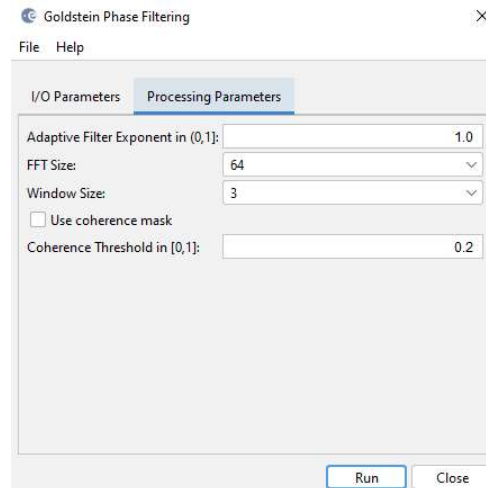 Goldstein Phase Filtering
File Help
I/O Parameters Processing Parameters
Adaptive Filter Exponent in (0,1]: 1.0
FFT Size: 64
Window Size: 3
Use coherence mask
Coherence Threshold in [0,1]: 0.2
Run Close